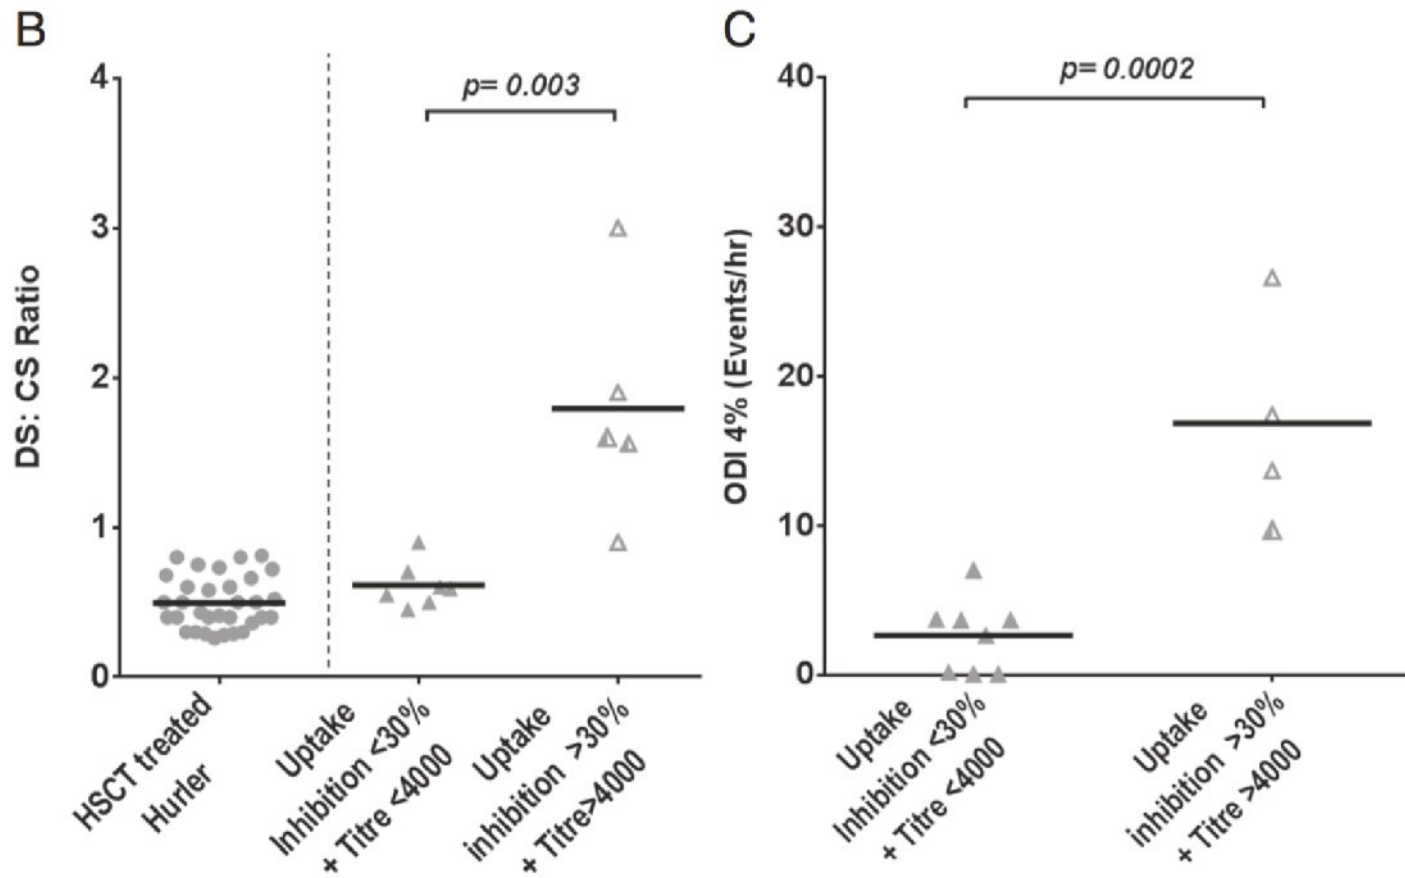 B
4
3
2
1
0
DS: CS Ratio
p= 0.003
HSCT treated
Hurler
Uptake
Inhibition <30%
+ Titre <4000
Uptake
inhibition >30%
+ Titre>4000
C
40
30
20
10
0
ODI 4% (Events/hr)
p= 0.0002
Uptake
Inhibition <30%
+ Titre <4000
Uptake
inhibition >30%
+ Titre >4000